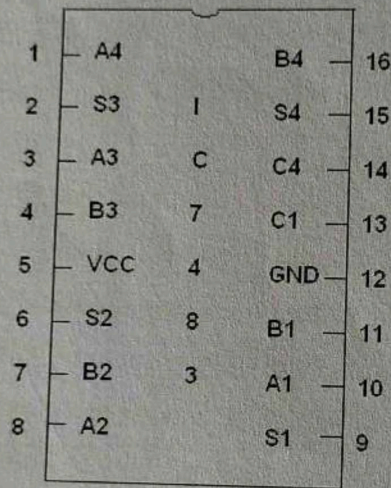 1 A4 B4 16
2 S3 I S4 15
3 A3 C C4 14
4 B3 7 C1 13
5 VCC 4 GND 12
6 S2 8 B1 11
7 B2 3 A1 10
8 A2 S1 9